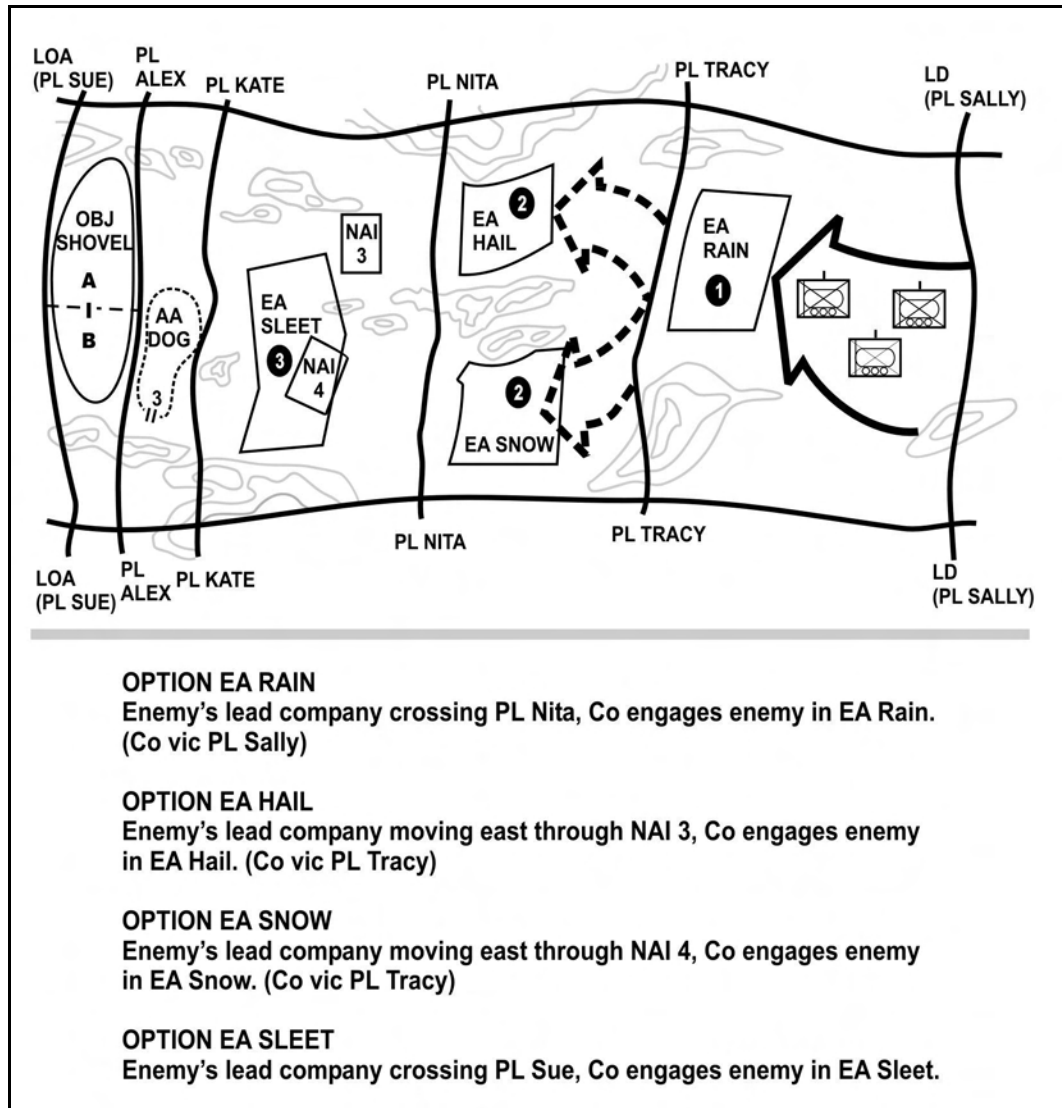 LOA
(PL SUE)
PL
ALEX
PL KATE
PL NITA
PL TRACY
LD
(PL SALLY)
OBJ
SHOVEL
A
B
AA
DOG
3
EA
SLEET
3
NAI
3
NAI
4
EA
HAIL
2
EA SNOW
2
EA
RAIN
1
LOA
(PL SUE)
PL
ALEX
PL KATE
PL NITA
PL TRACY
LD
(PL SALLY)
OPTION EA RAIN
Enemy's lead company crossing PL Nita, Co engages enemy in EA Rain.
(Co vic PL Sally)
OPTION EA HAIL
Enemy's lead company moving east through NAI 3, Co engages enemy
in EA Hail. (Co vic PL Tracy)
OPTION EA SNOW
Enemy's lead company moving east through NAI 4, Co engages enemy
in EA Snow. (Co vic PL Tracy)
OPTION EA SLEET
Enemy's lead company crossing PL Sue, Co engages enemy in EA Sleet.